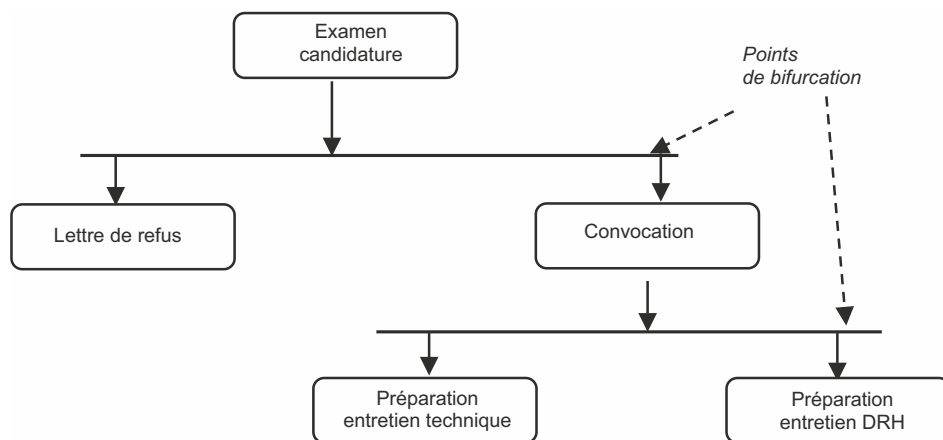 Examen
candidature
Points
de bifurcation
Lettre de refus
Convocation
Préparation
entretien technique
Préparation
entretien DRH